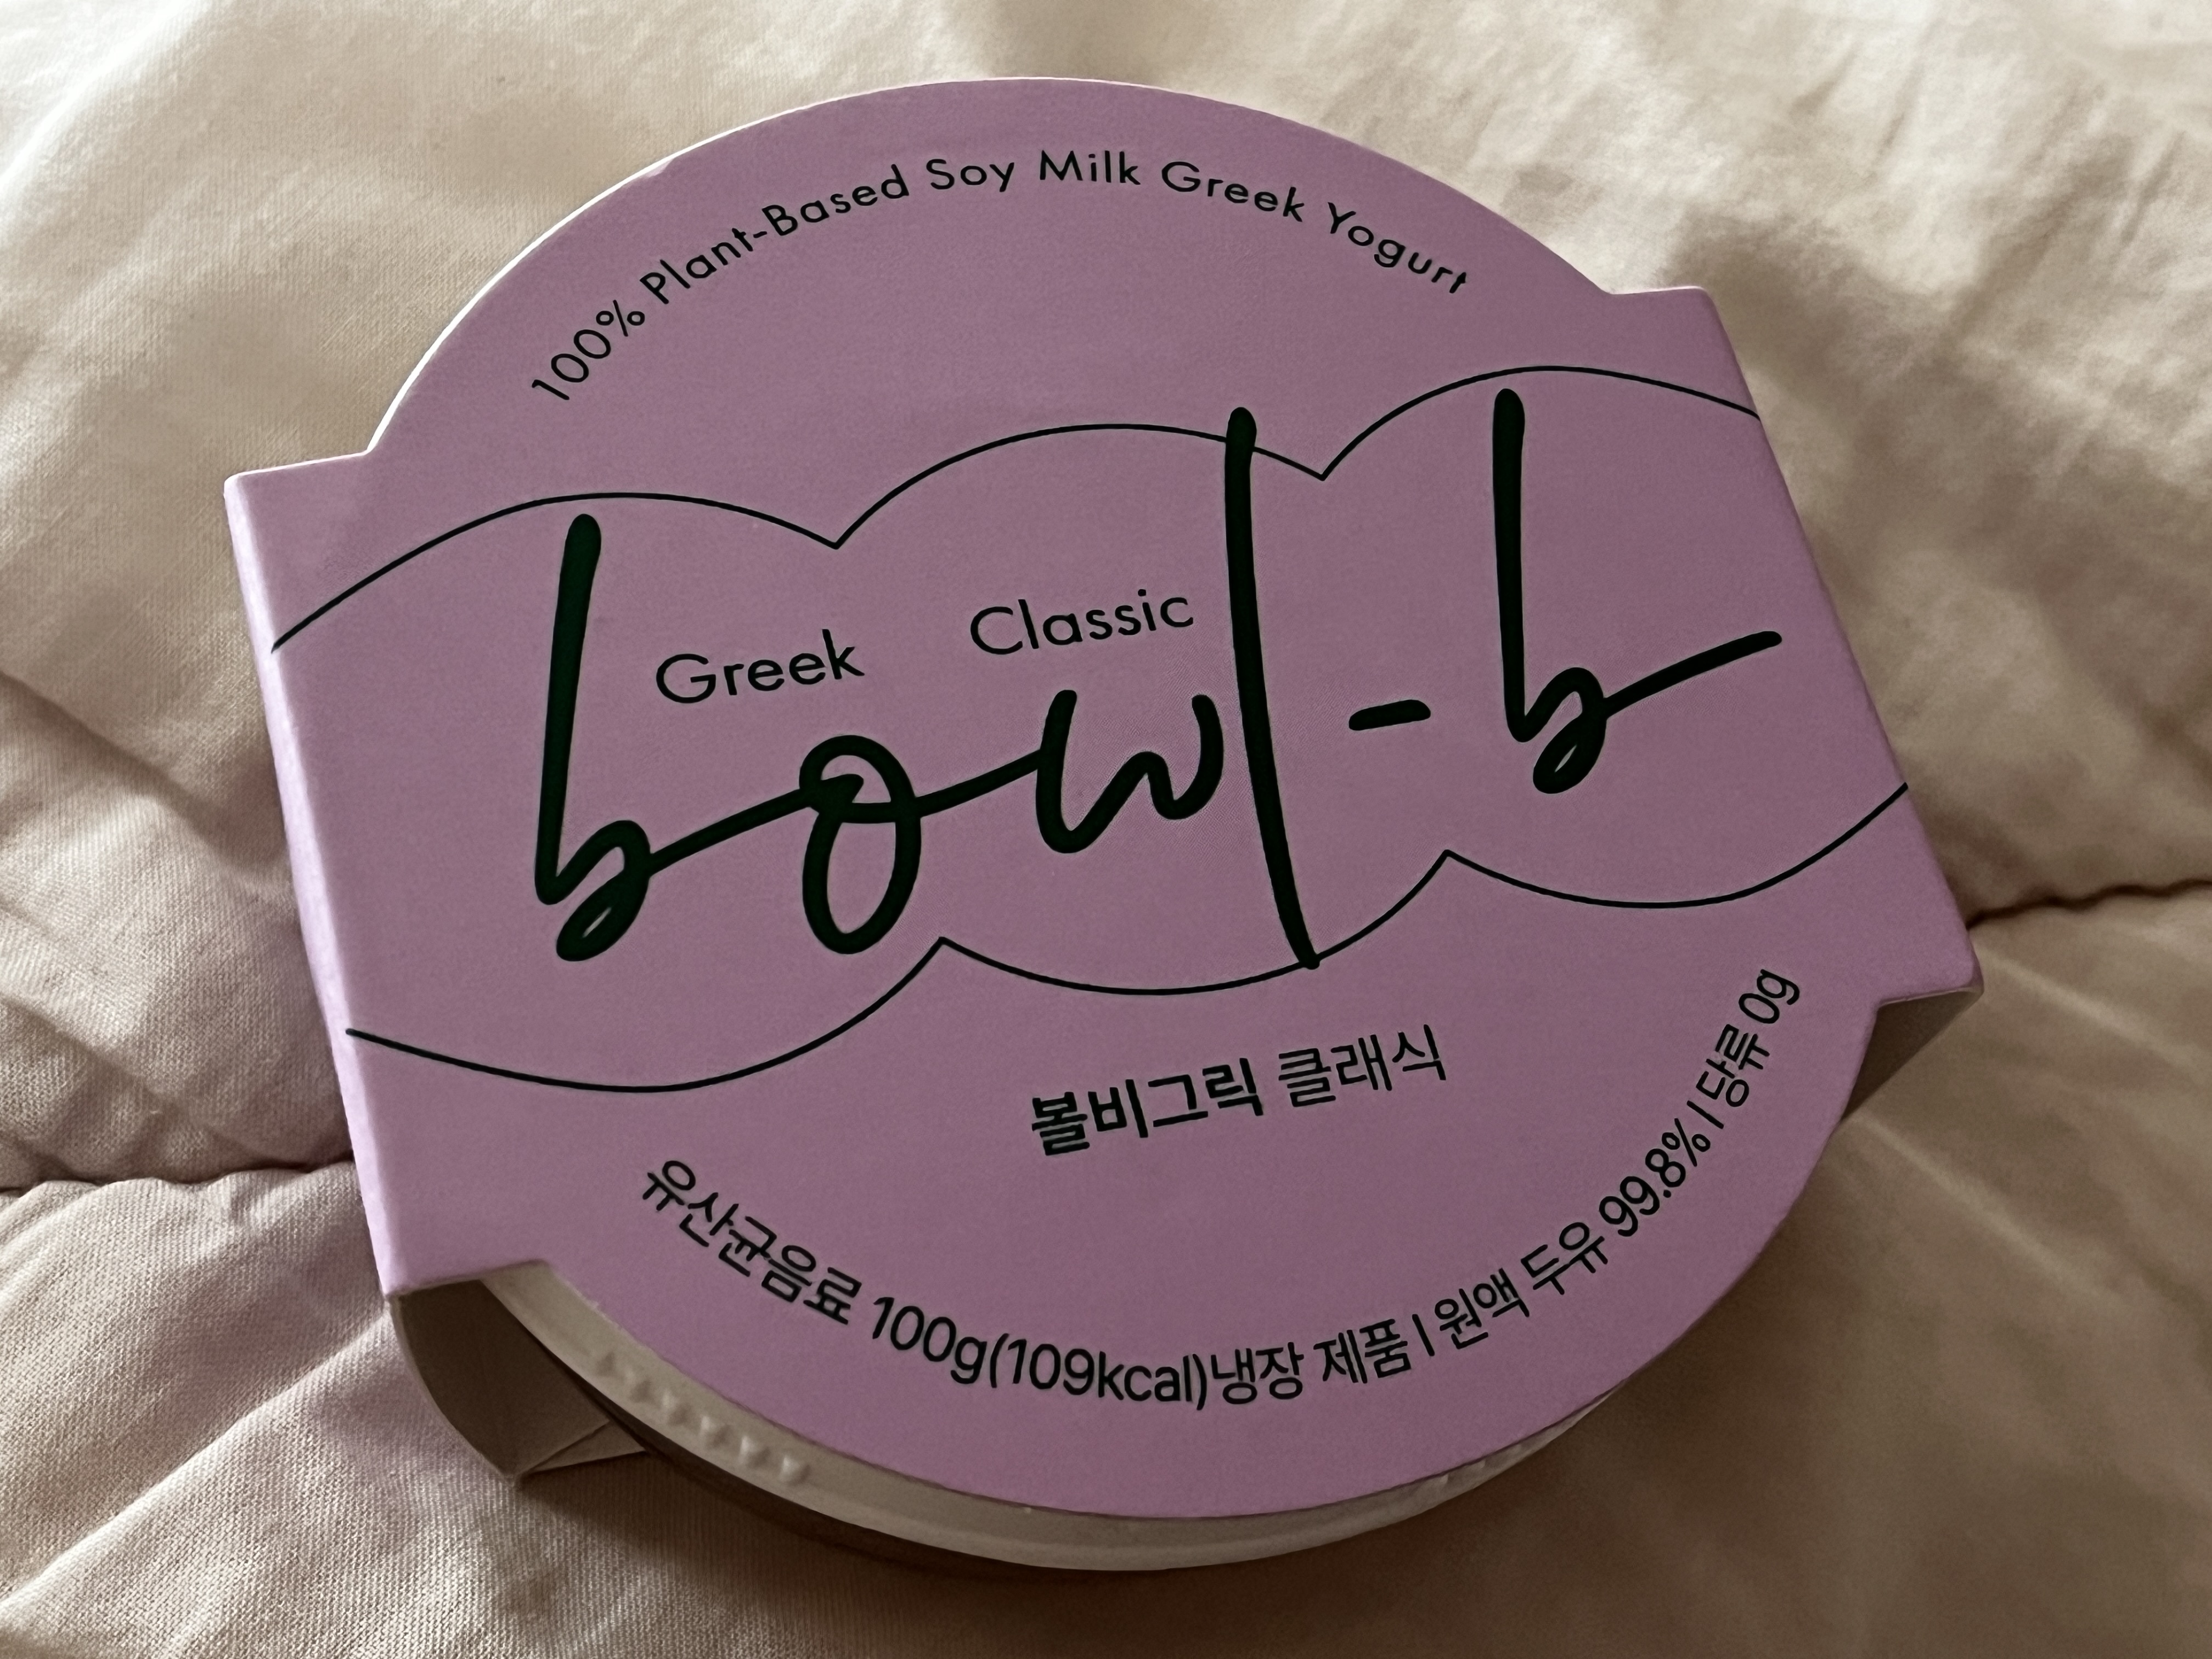 100% Plant-Based Soy Milk Greek Yogurt
Greek Classic
bowl-b
볼비그릭 클래식
유산균음료 100g(109kcal)냉장 제품 | 원액 두유 99.8% | 당류 0g